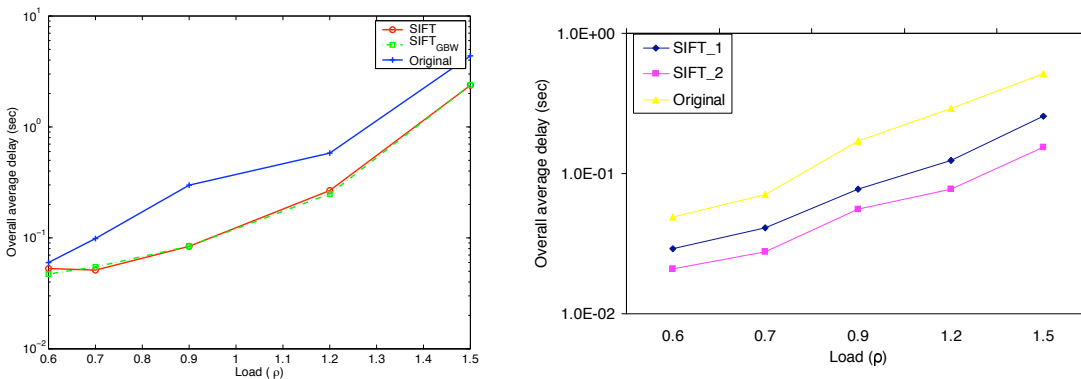 10^1
10^0
10^-1
10^-2
Overall average delay (sec)
SIFT
SIFT_GBW
Original
0.6 0.7 0.8 0.9 1 1.1 1.2 1.3 1.4 1.5
Load ( ρ)
1.0E+00
1.0E-01
1.0E-02
Overall average delay (sec)
SIFT_1
SIFT_2
Original
0.6 0.7 0.9 1.2 1.5
Load (ρ)